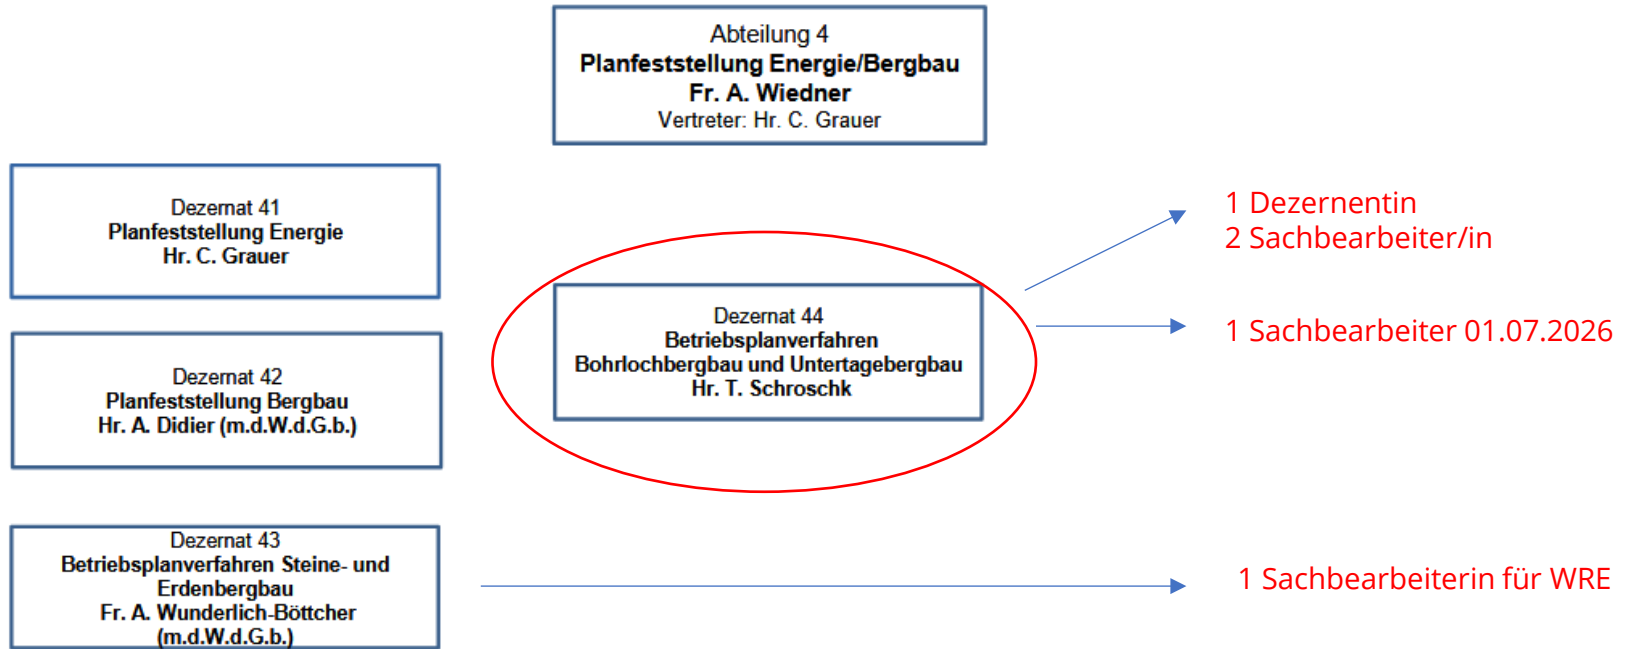 Abteilung 4
Planfeststellung Energie/Bergbau
Fr. A. Wiedner
Vertreter: Hr. C. Grauer
Dezernat 41
Planfeststellung Energie
Hr. C. Grauer
Dezernat 42
Planfeststellung Bergbau
Hr. A. Didier (m.d.W.d.G.b.)
Dezernat 43
Betriebsplanverfahren Steine- und
Erdenbergbau
Fr. A. Wunderlich-Böttcher
(m.d.W.d.G.b.)
Dezernat 44
Betriebsplanverfahren
Bohrlochbergbau und Untertagebergbau
Hr. T. Schroschk
1 Dezernentin
2 Sachbearbeiter/in
1 Sachbearbeiter 01.07.2026
1 Sachbearbeiterin für WRE